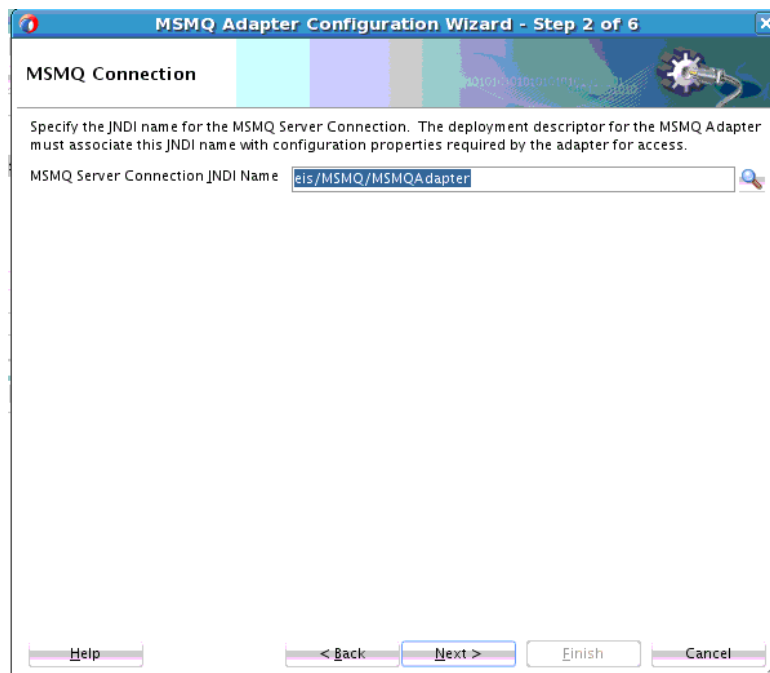 MSMQ Adapter Configuration Wizard - Step 2 of 6
MSMQ Connection
Specify the JNDI name for the MSMQ Server Connection. The deployment descriptor for the MSMQ Adapter
must associate this JNDI name with configuration properties required by the adapter for access.
MSMQ Server Connection JNDI Name eis/MSMQ/MSMQAdapter
Help < Back Next > Finish Cancel